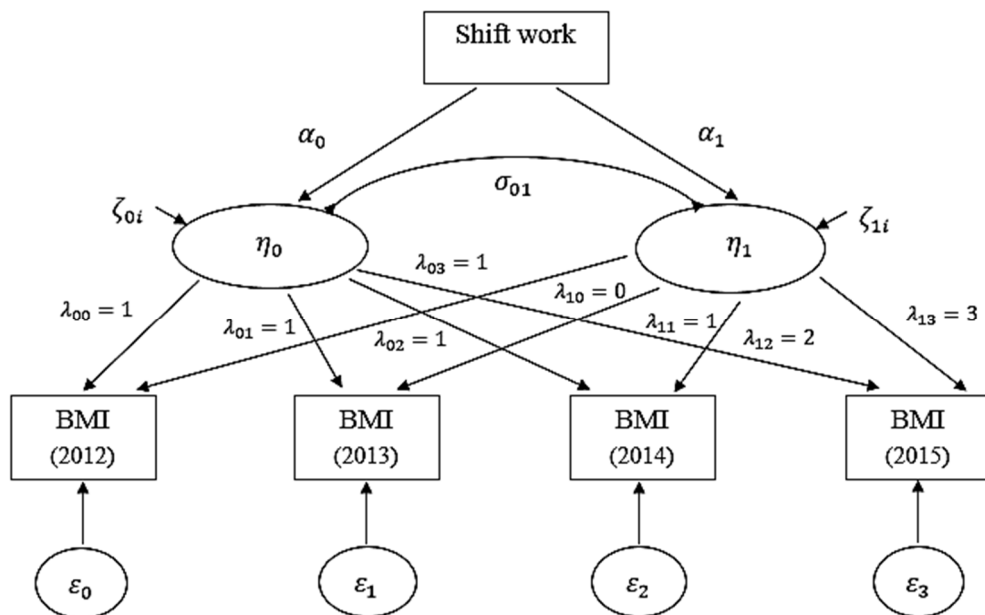 Shift work
α₀
α₁
σ₀₁
ζ₀ᵢ
ζ₁ᵢ
η₀
η₁
λ₀₃ = 1
λ₁₀ = 0
λ₀₀ = 1
λ₀₁ = 1
λ₀₂ = 1
λ₁₁ = 1
λ₁₂ = 2
λ₁₃ = 3
BMI
(2012)
BMI
(2013)
BMI
(2014)
BMI
(2015)
ε₀
ε₁
ε₂
ε₃